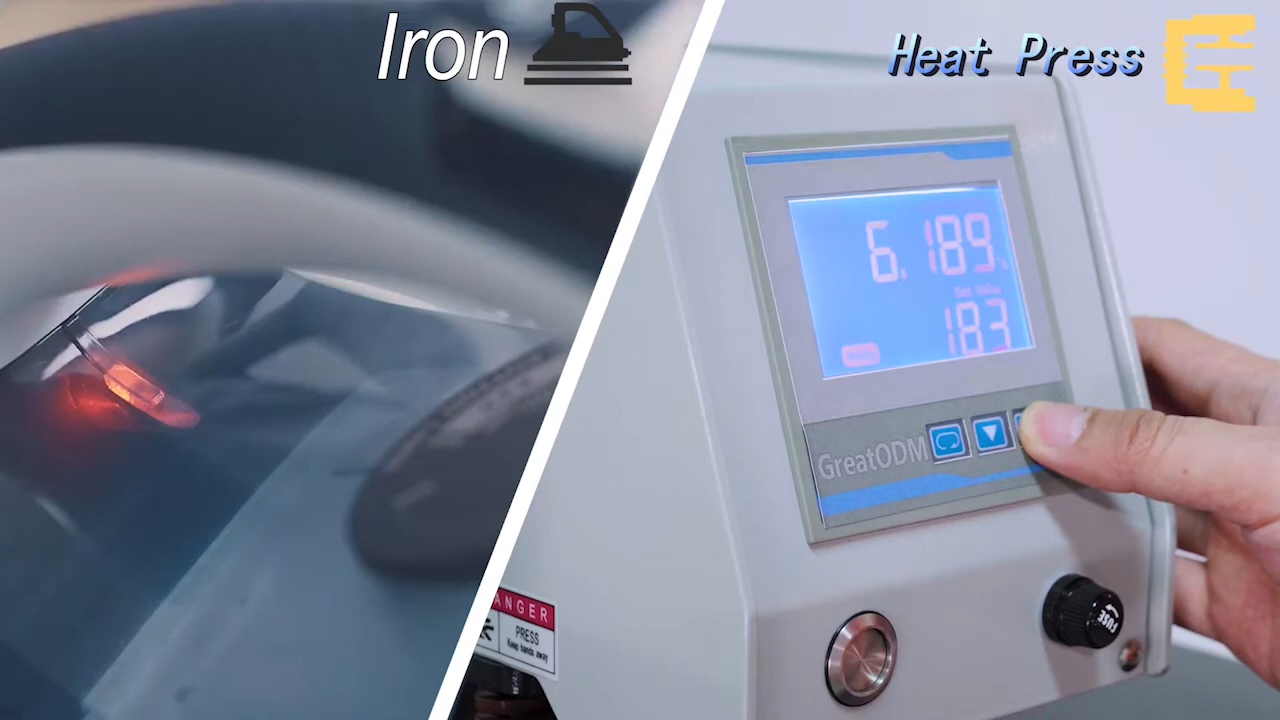 Iron
Heat Press
6. 189
Set Value
183
GreatODM
FUSE
ANGER
PRESS
Keep hands away